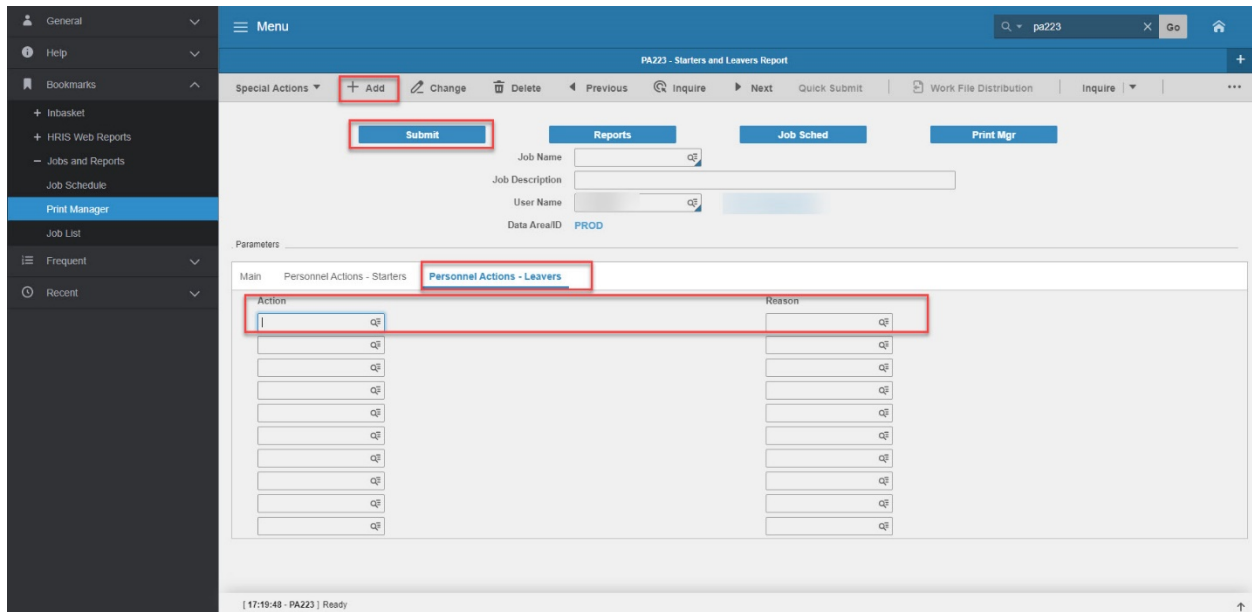 General
Help
Bookmarks
+ Inbasket
+ HRIS Web Reports
− Jobs and Reports
Job Schedule
Print Manager
Job List
Frequent
Recent
Menu
pa223 Go
PA223 - Starters and Leavers Report
Special Actions + Add Change Delete Previous Inquire Next Quick Submit Work File Distribution Inquire ...
Submit Reports Job Sched Print Mgr
Job Name
Job Description
User Name
Data Area/ID PROD
Parameters
Main Personnel Actions - Starters Personnel Actions - Leavers
Action Reason
[ 17:19:48 - PA223 ] Ready